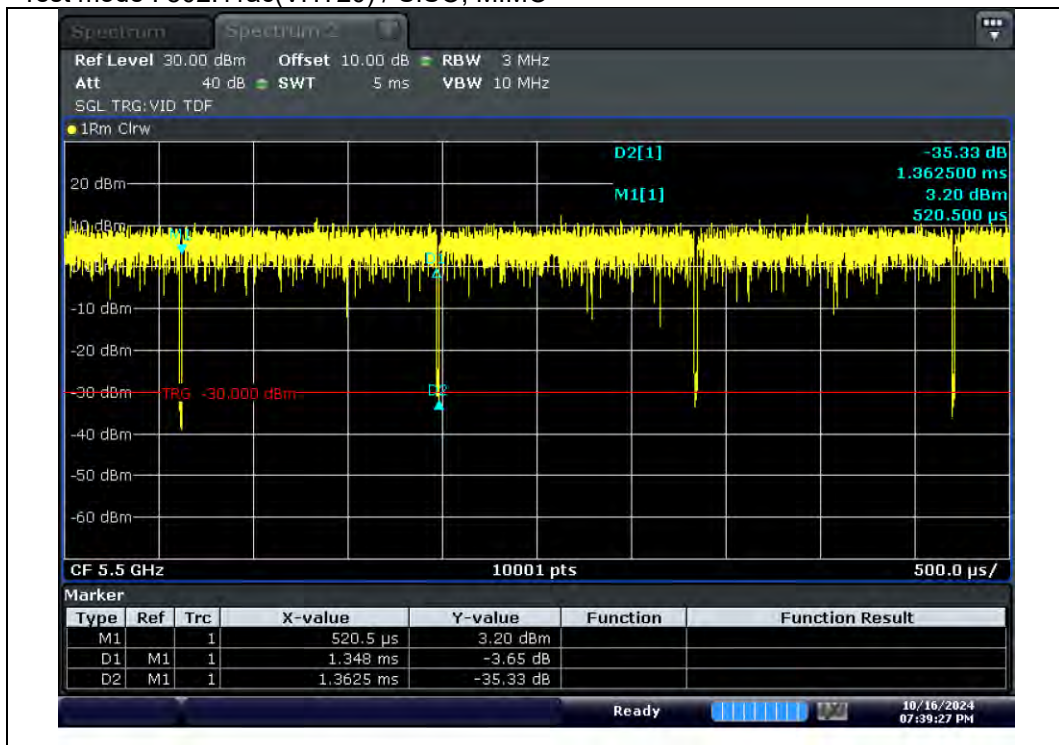 Spectrum Spectrum 2
Ref Level 30.00 dBm Offset 10.00 dB RBW 3 MHz
Att 40 dB SWT 5 ms VBW 10 MHz
SGL TRG:VID TDF
1Rm Clrw
D2[1] -35.33 dB
1.362500 ms
20 dBm
M1[1] 3.20 dBm
520.500 µs
10 dBm
M1
D1
-10 dBm
-20 dBm
-30 dBm TRG -30.000 dBm
D2
-40 dBm
-50 dBm
-60 dBm
CF 5.5 GHz 10001 pts 500.0 µs/
Marker
Type Ref Trc X-value Y-value Function Function Result
M1 1 520.5 µs 3.20 dBm
D1 M1 1 1.348 ms -3.65 dB
D2 M1 1 1.3625 ms -35.33 dB
Ready 10/16/2024
07:39:27 PM